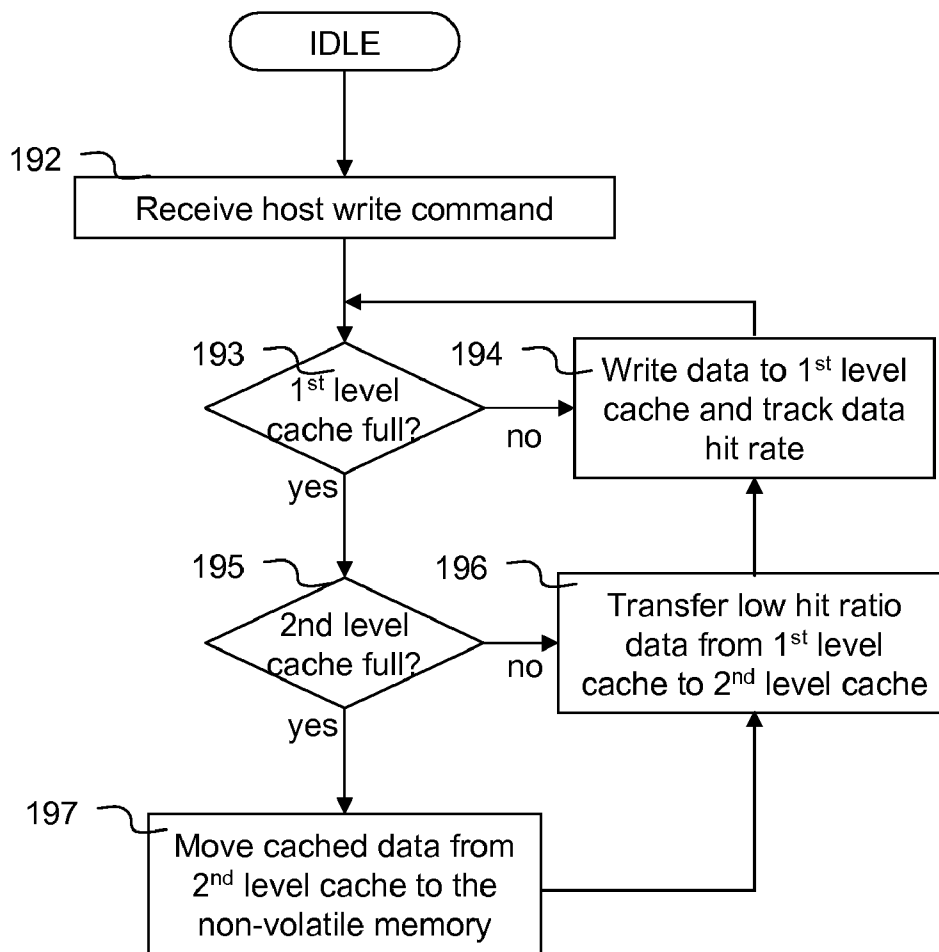 IDLE
192
Receive host write command
193
1st level
cache full?
no
yes
194
Write data to 1st level
cache and track data
hit rate
195
2nd level
cache full?
no
yes
196
Transfer low hit ratio
data from 1st level
cache to 2nd level cache
197
Move cached data from
2nd level cache to the
non-volatile memory